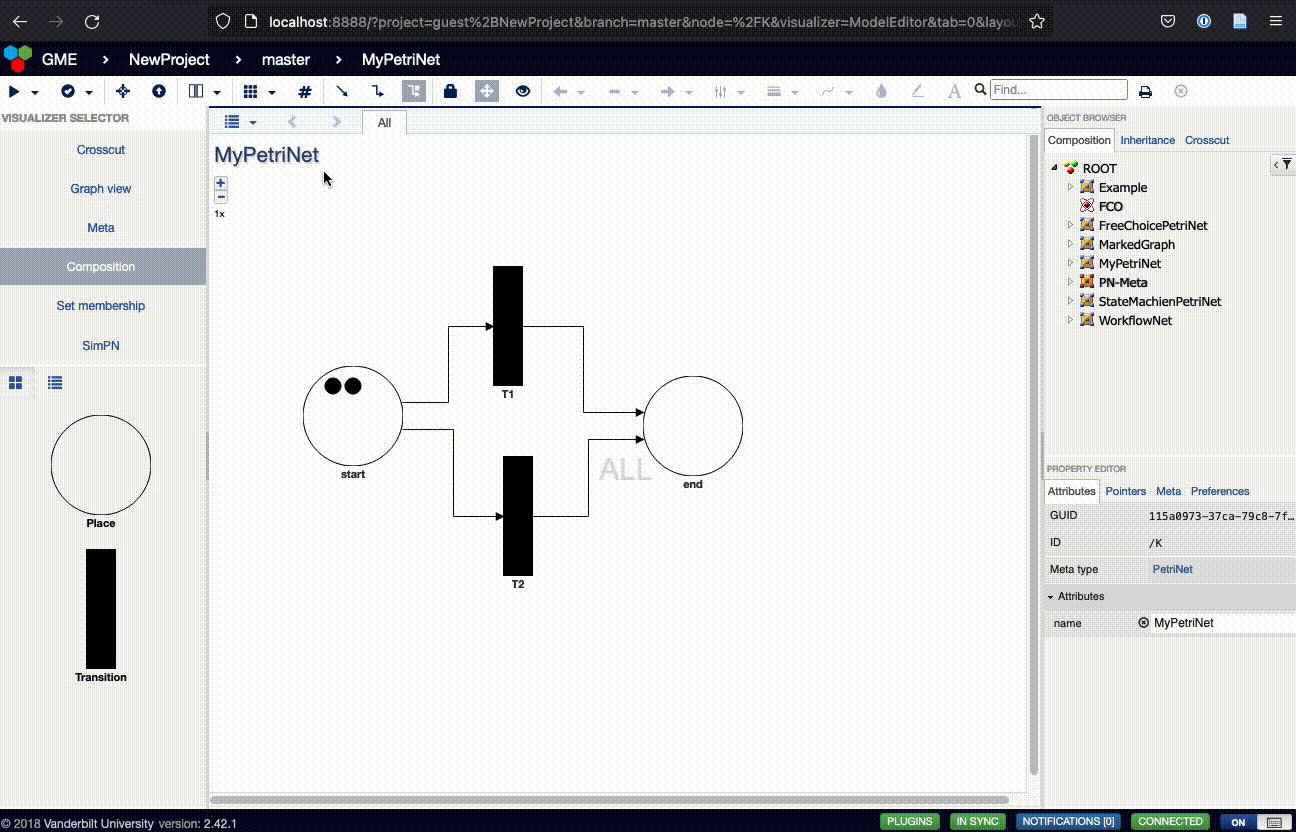 localhost:8888/?project=guest%2BNewProject&branch=master&node=%2FK&visualizer=ModelEditor&tab=0&layou
GME › NewProject › master › MyPetriNet
Find...
VISUALIZER SELECTOR
Crosscut
Graph view
Meta
Composition
Set membership
SimPN
Place
Transition
All
MyPetriNet
+
−
1x
T1
start
ALL
end
T2
OBJECT BROWSER
Composition Inheritance Crosscut
ROOT
Example
FCO
FreeChoicePetriNet
MarkedGraph
MyPetriNet
PN-Meta
StateMachienPetriNet
WorkflowNet
PROPERTY EDITOR
Attributes Pointers Meta Preferences
GUID 115a0973-37ca-79c8-7f…
ID /K
Meta type PetriNet
Attributes
name MyPetriNet
© 2018 Vanderbilt University version: 2.42.1
PLUGINS IN SYNC NOTIFICATIONS [0] CONNECTED ON